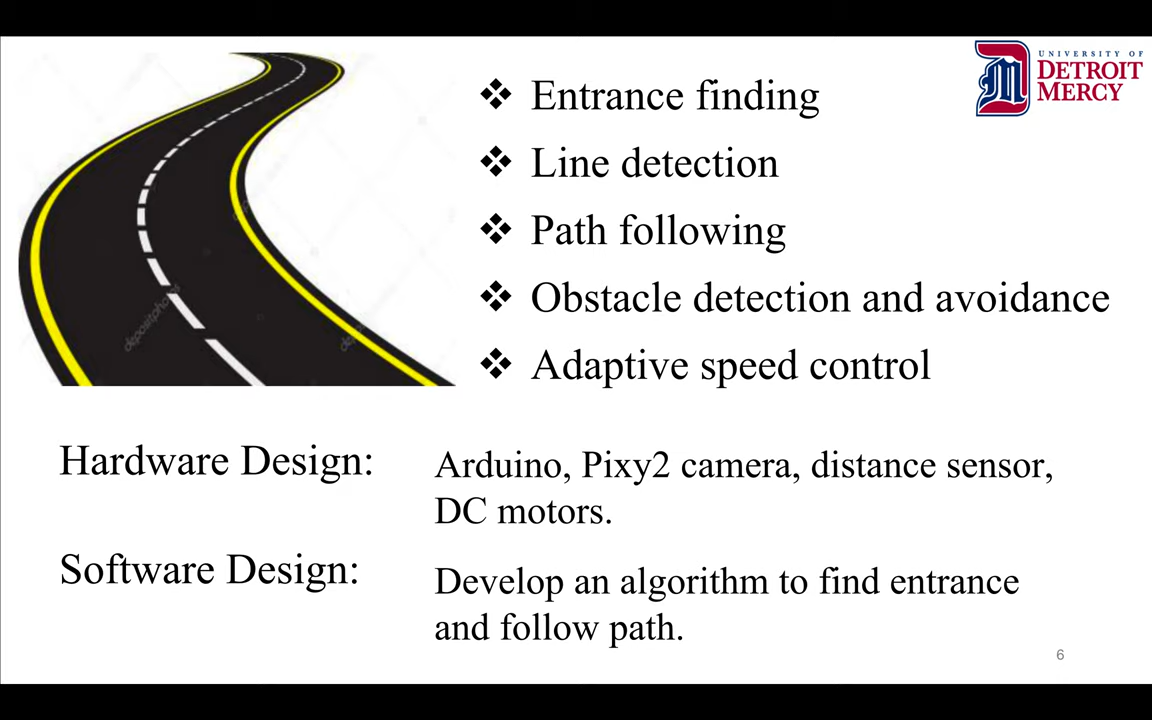 UNIVERSITY OF
DETROIT
MERCY
❖ Entrance finding
❖ Line detection
❖ Path following
❖ Obstacle detection and avoidance
❖ Adaptive speed control
depositphotos
Hardware Design:
Arduino, Pixy2 camera, distance sensor,
DC motors.
Software Design:
Develop an algorithm to find entrance
and follow path.
6